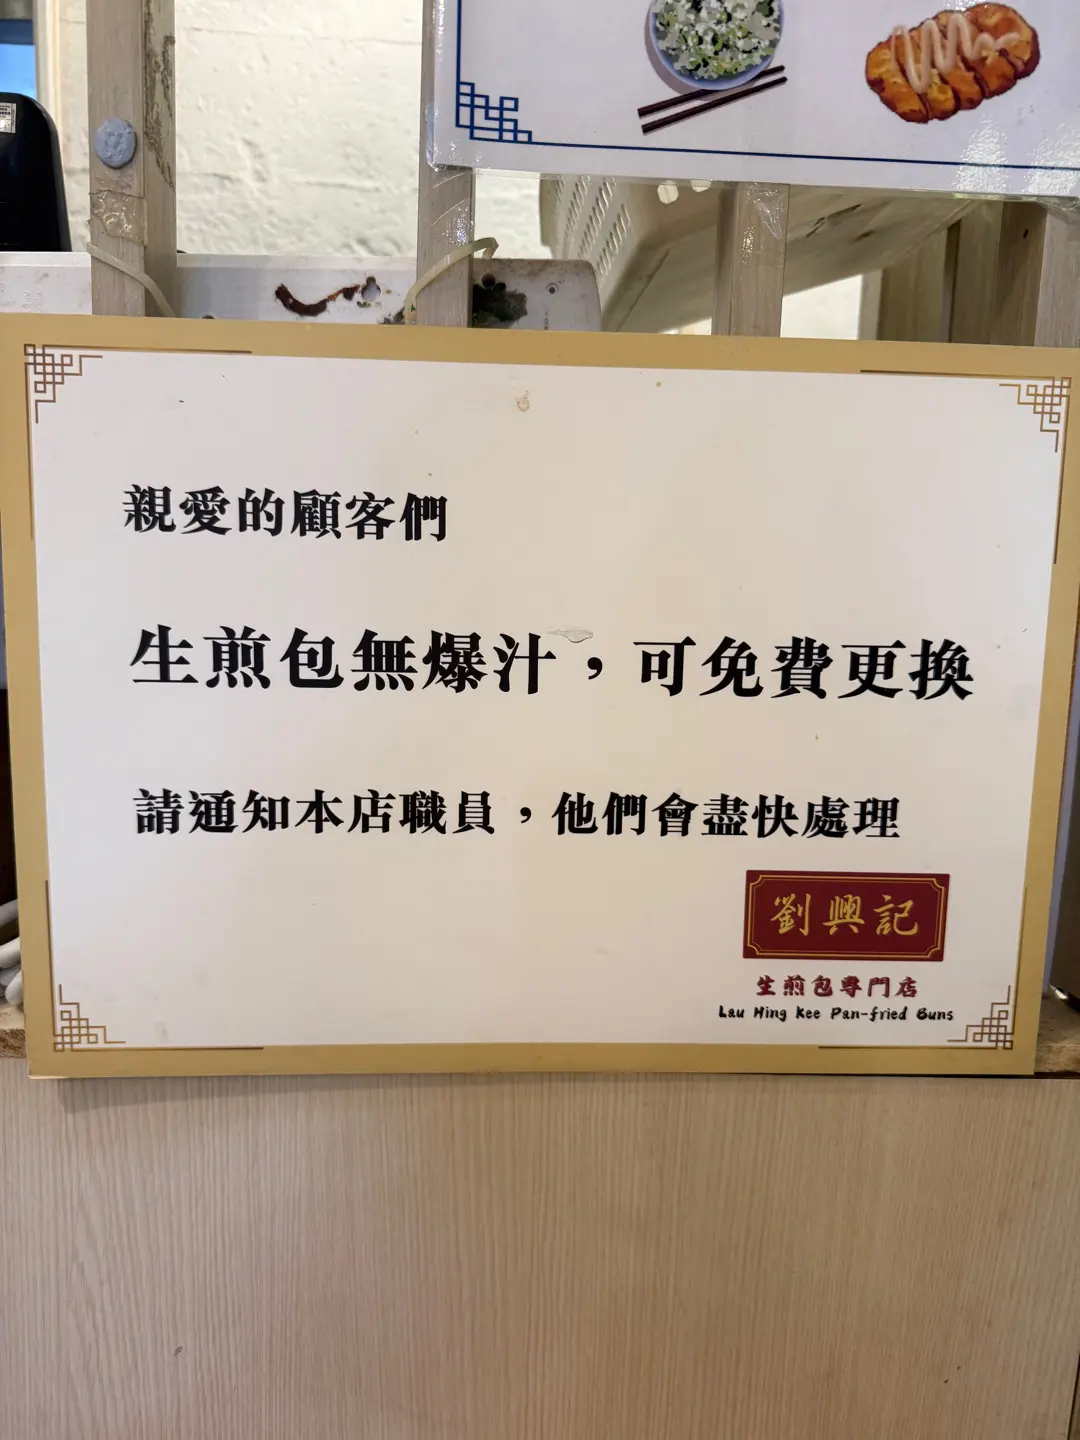 親愛的顧客們
生煎包無爆汁，可免費更換
請通知本店職員，他們會盡快處理
劉興記
生煎包專門店
Lau Hing Kee Pan-fried Buns